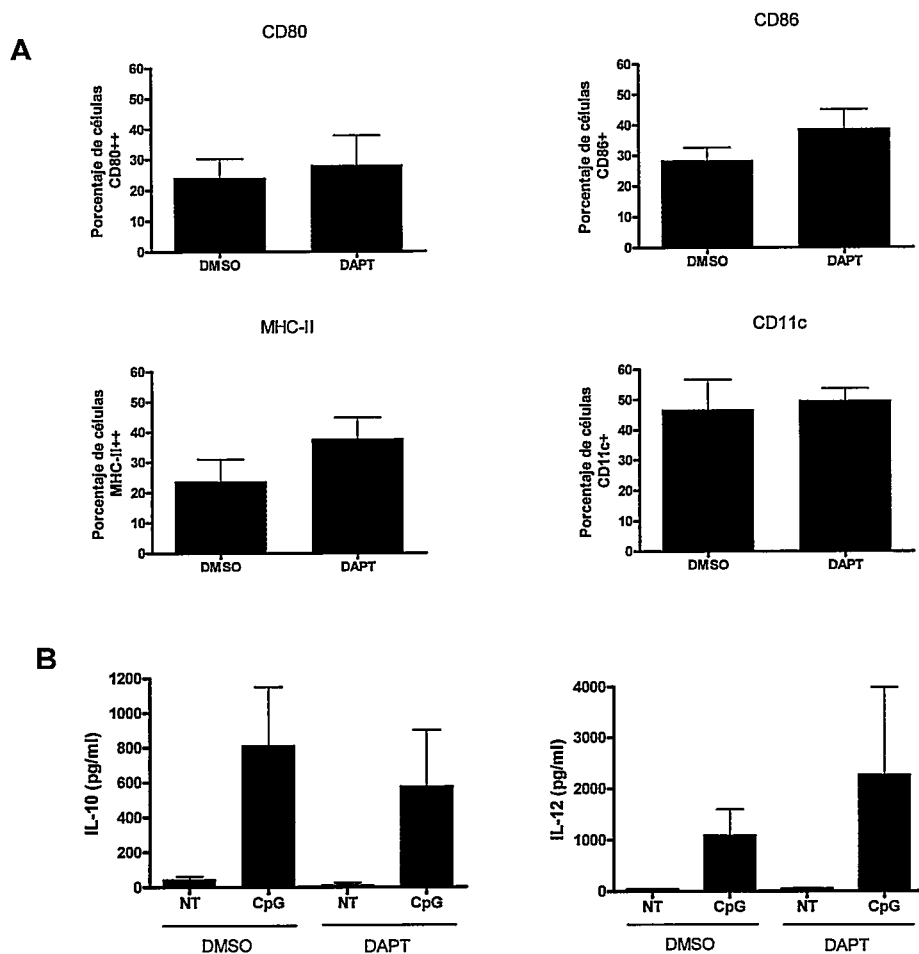 A
CD80
Porcentaje de células
CD80++
60
50
40
30
20
10
0
DMSO
DAPT
CD86
Porcentaje de células
CD86+
60
50
40
30
20
10
0
DMSO
DAPT
MHC-II
Porcentaje de células
MHC-II++
60
50
40
30
20
10
0
DMSO
DAPT
CD11c
Porcentaje de células
CD11c+
60
50
40
30
20
10
0
DMSO
DAPT
B
IL-10 (pg/ml)
1200
1000
800
600
400
200
0
NT
CpG
NT
CpG
DMSO
DAPT
IL-12 (pg/ml)
4000
3000
2000
1000
0
NT
CpG
NT
CpG
DMSO
DAPT